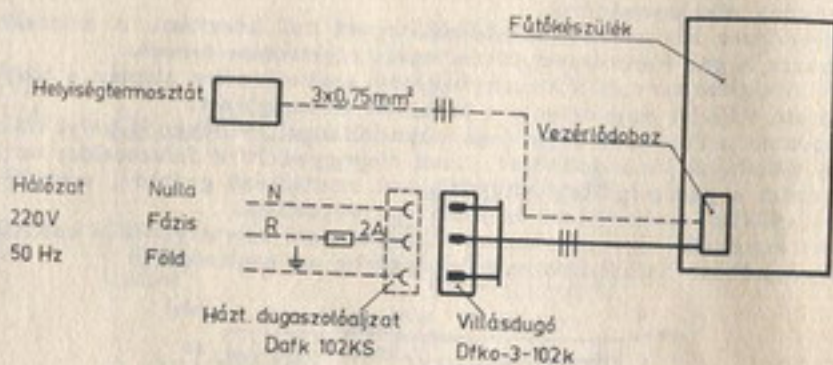 Fűtőkészülék
Helyiségtermosztát
3x0,75mm²
Vezérlődoboz
Hálózat Nulla N
220V Fázis R 2A
50 Hz Föld
Házt. dugaszolóaljzat
Dafk 102KS
Villásdugó
Dfko-3-102k